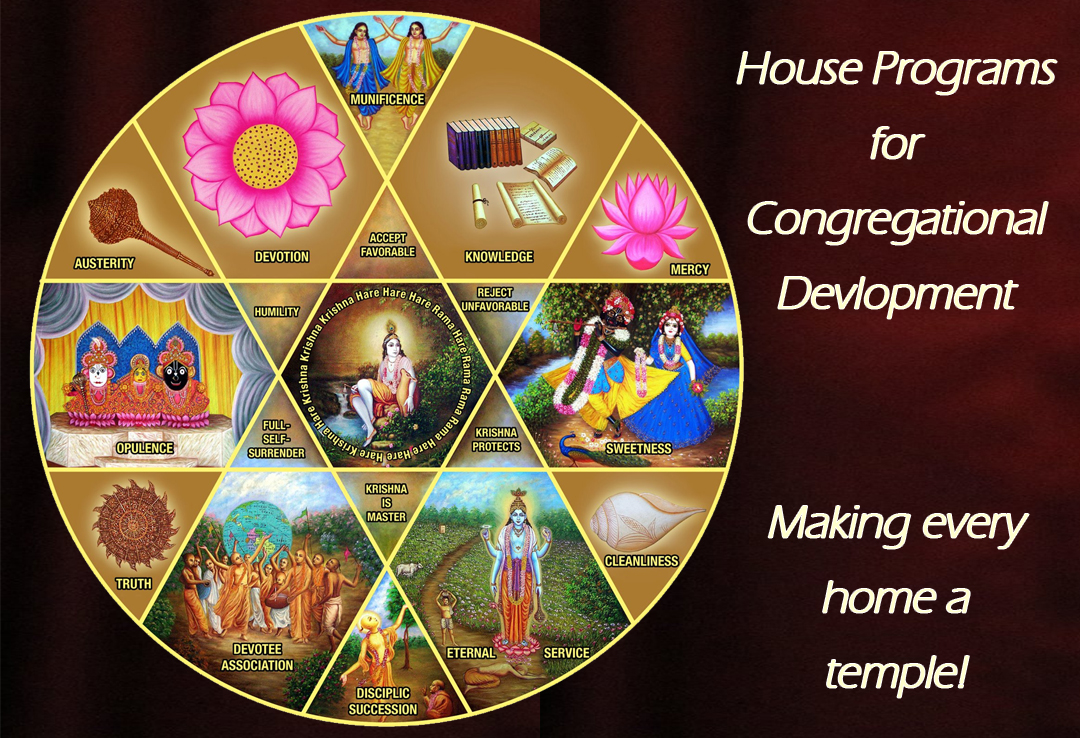 House Programs
for
Congregational
Devlopment
Making every
home a
temple!
MUNIFICENCE
AUSTERITY
DEVOTION
ACCEPT
FAVORABLE
KNOWLEDGE
MERCY
HUMILITY
REJECT
UNFAVORABLE
Hare Krishna Hare Krishna Krishna Krishna Hare Hare Hare Rama Hare Rama Rama Rama Hare Hare
OPULENCE
FULL-
SELF-
SURRENDER
KRISHNA
PROTECTS
SWEETNESS
KRISHNA
IS
MASTER
TRUTH
CLEANLINESS
DEVOTEE
ASSOCIATION
ETERNAL SERVICE
DISCIPLIC
SUCCESSION